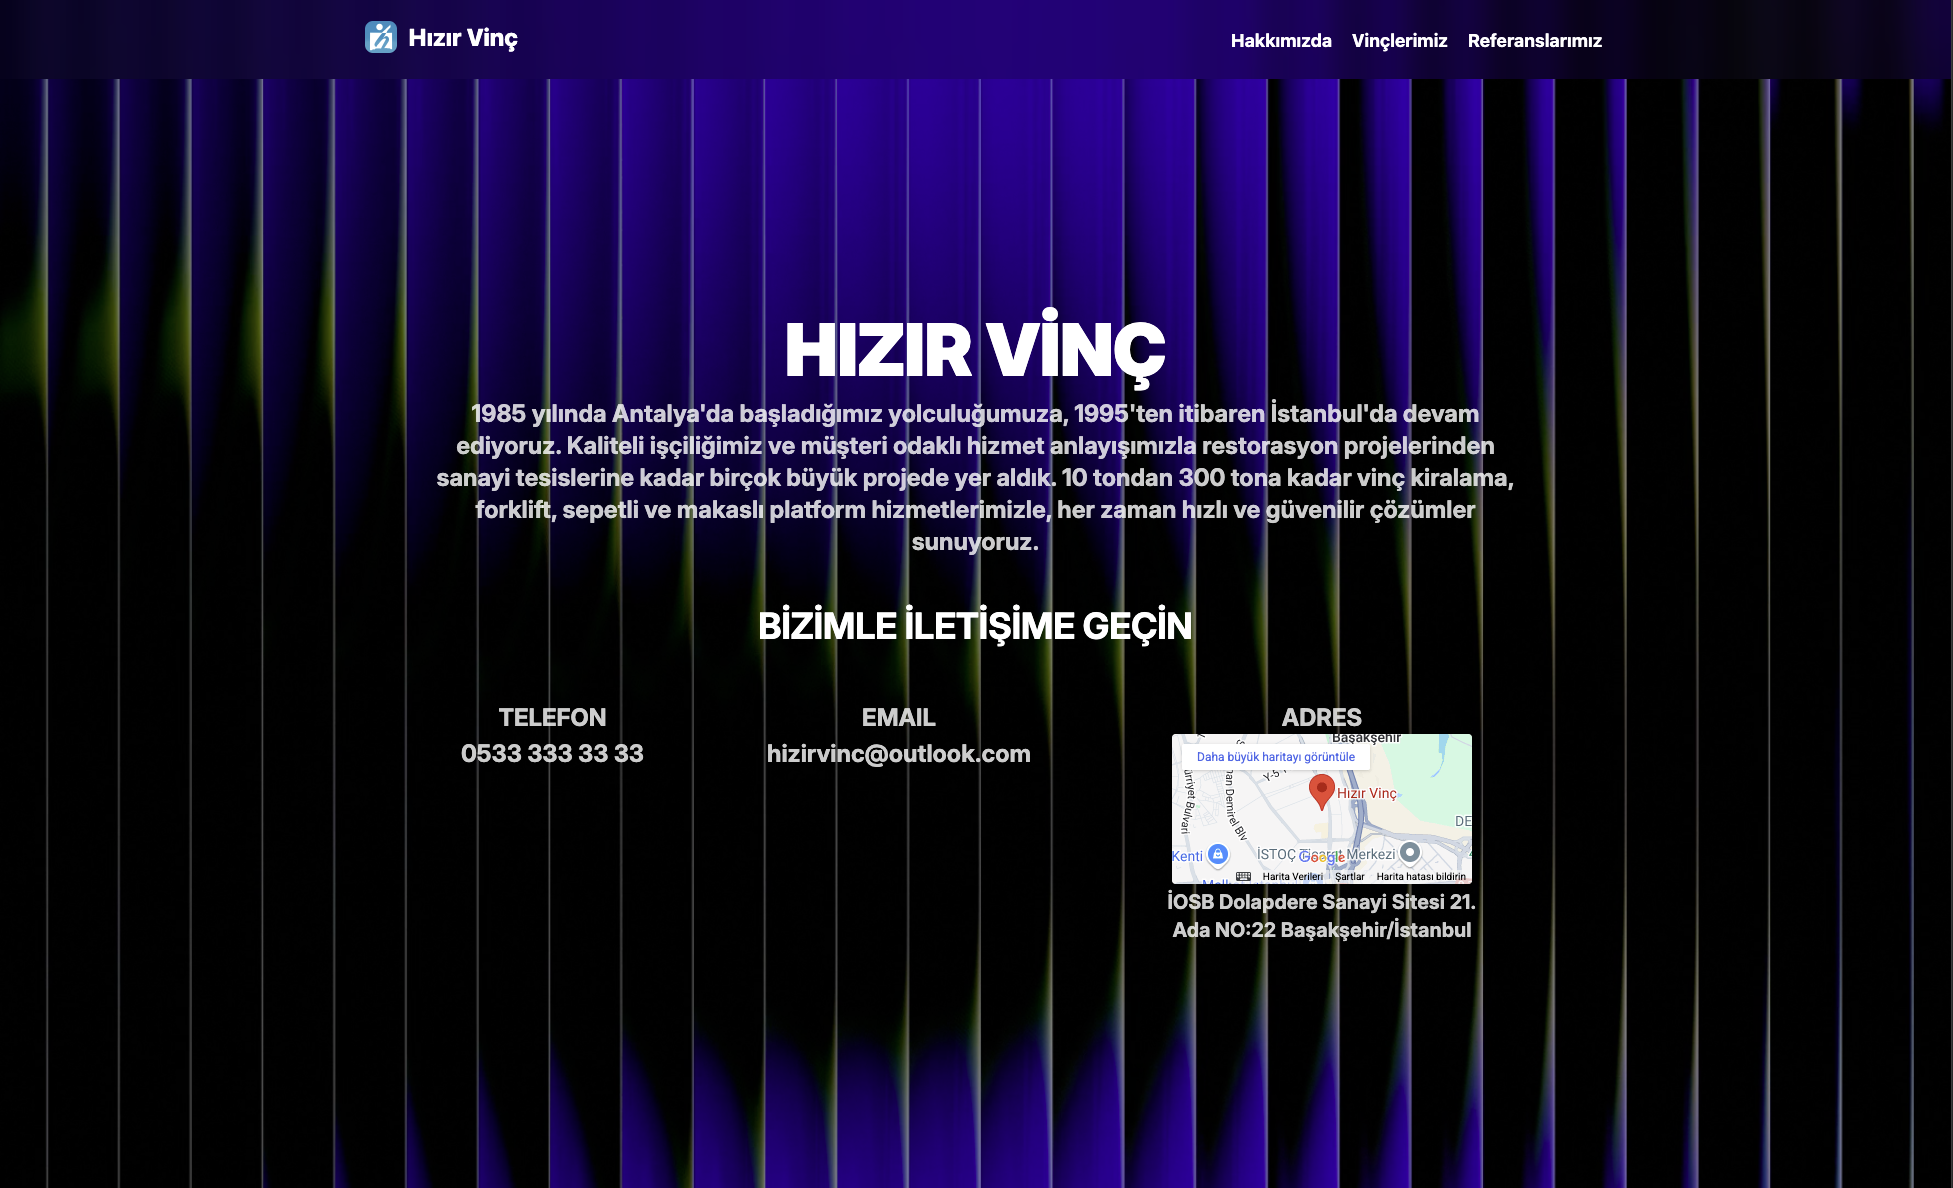 Hızır Vinç
Hakkımızda Vinçlerimiz Referanslarımız
HIZIR VİNÇ
1985 yılında Antalya'da başladığımız yolculuğumuza, 1995'ten itibaren İstanbul'da devam
ediyoruz. Kaliteli işçiliğimiz ve müşteri odaklı hizmet anlayışımızla restorasyon projelerinden
sanayi tesislerine kadar birçok büyük projede yer aldık. 10 tondan 300 tona kadar vinç kiralama,
forklift, sepetli ve makaslı platform hizmetlerimizle, her zaman hızlı ve güvenilir çözümler
sunuyoruz.
BİZİMLE İLETİŞİME GEÇİN
TELEFON
0533 333 33 33
EMAIL
hizirvinc@outlook.com
ADRES
Başakşehir
Daha büyük haritayı görüntüle
Hızır Vinç
Kenti
İSTOÇ Ticaret Merkezi
Google
Harita Verileri Şartlar Harita hatası bildirin
İOSB Dolapdere Sanayi Sitesi 21.
Ada NO:22 Başakşehir/İstanbul